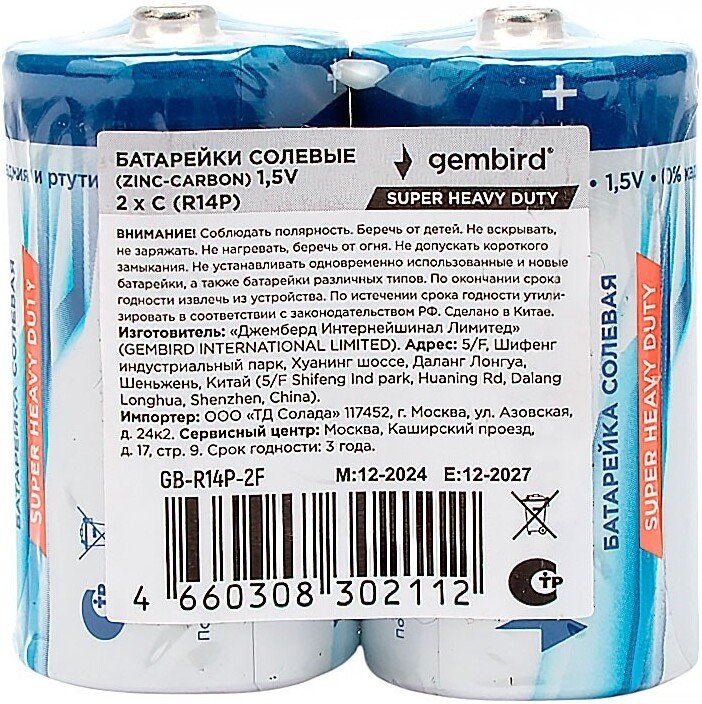 БАТАРЕЙКИ СОЛЕВЫЕ
(ZINC-CARBON) 1,5V
2 x C (R14P)
gembird
SUPER HEAVY DUTY
ВНИМАНИЕ! Соблюдать полярность. Беречь от детей. Не вскрывать,
не заряжать. Не нагревать, беречь от огня. Не допускать короткого
замыкания. Не устанавливать одновременно использованные и новые
батарейки, а также батарейки различных типов. По окончании срока
годности извлечь из устройства. По истечении срока годности утили-
зировать в соответствии с законодательством РФ. Сделано в Китае.
Изготовитель: «Джемберд Интернейшинал Лимитед»
(GEMBIRD INTERNATIONAL LIMITED). Адрес: 5/F, Шифенг
индустриальный парк, Хуанинг шоссе, Даланг Лонгуа,
Шеньжень, Китай (5/F Shifeng Ind park, Huaning Rd, Dalang
Longhua, Shenzhen, China).
Импортер: ООО «ТД Солада» 117452, г. Москва, ул. Азовская,
д. 24к2. Сервисный центр: Москва, Каширский проезд,
д. 17, стр. 9. Срок годности: 3 года.
GB-R14P-2F M:12-2024 E:12-2027
4 660308 302112
СТР
и ртути
+
• 1,5V •
БАТАРЕЙКА СОЛЕВАЯ
SUPER HEAVY DUTY
БАТАРЕЙКА СОЛЕВАЯ
SUPER HEAVY DUTY